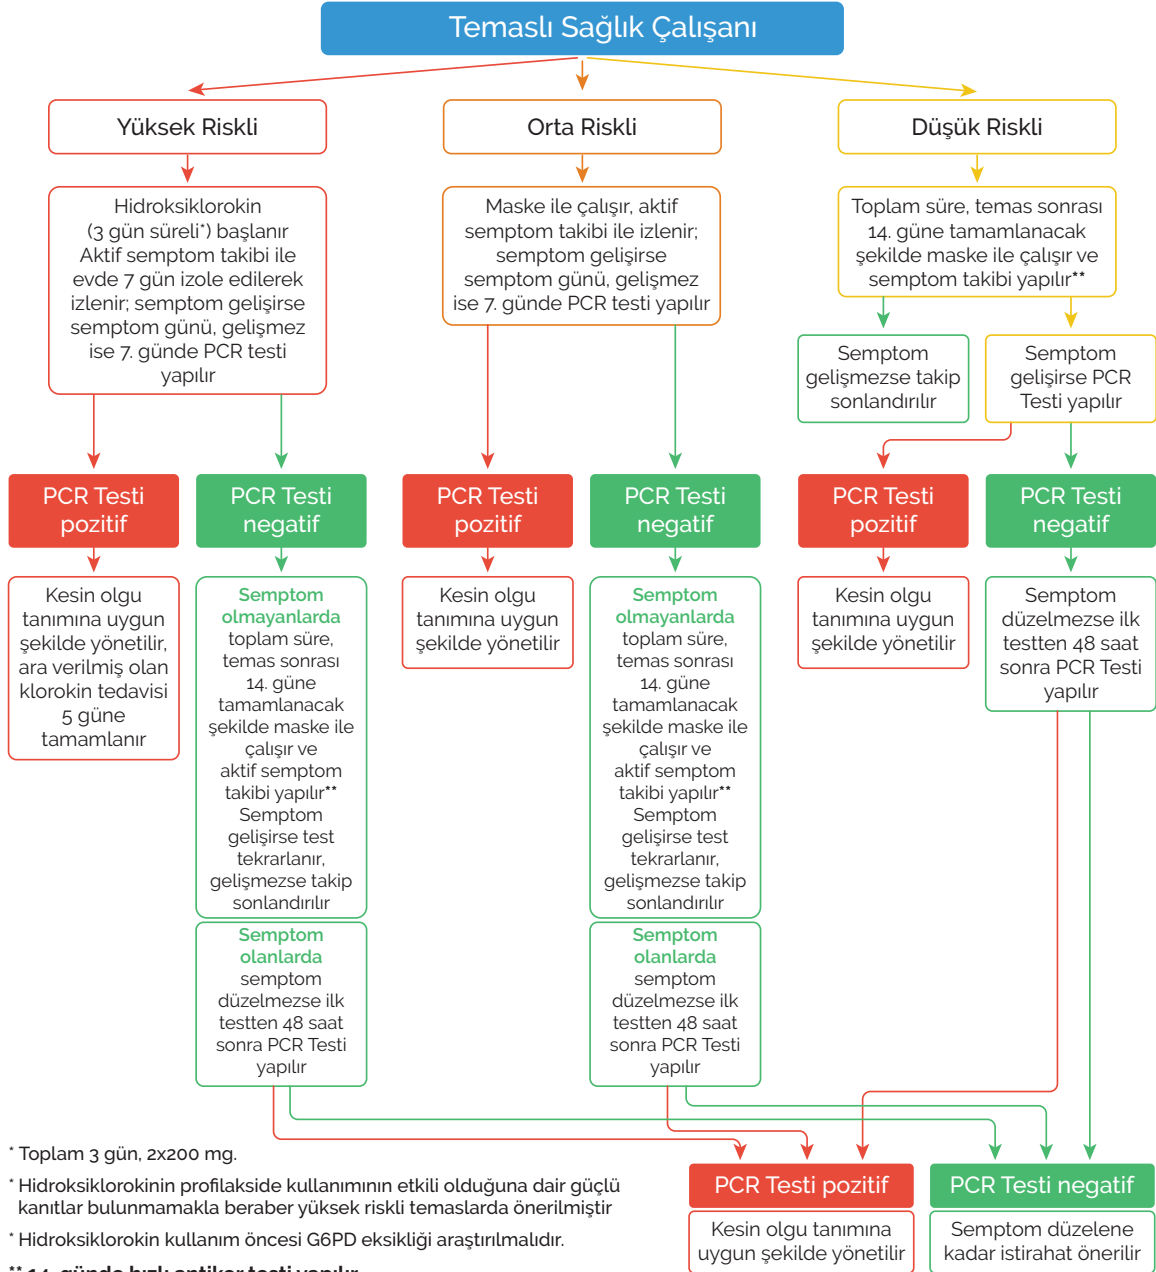 Temaslı Sağlık Çalışanı
Yüksek Riskli
Orta Riskli
Düşük Riskli
Hidroksiklorokin
(3 gün süreli*) başlanır
Aktif semptom takibi ile
evde 7 gün izole edilerek
izlenir; semptom gelişirse
semptom günü, gelişmez
ise 7. günde PCR testi
yapılır
Maske ile çalışır, aktif
semptom takibi ile izlenir;
semptom gelişirse
semptom günü, gelişmez
ise 7. günde PCR testi yapılır
Toplam süre, temas sonrası
14. güne tamamlanacak
şekilde maske ile çalışır ve
semptom takibi yapılır**
Semptom
gelişmezse takip
sonlandırılır
Semptom
gelişirse PCR
Testi yapılır
PCR Testi
pozitif
PCR Testi
negatif
PCR Testi
pozitif
PCR Testi
negatif
PCR Testi
pozitif
PCR Testi
negatif
Kesin olgu
tanımına uygun
şekilde yönetilir,
ara verilmiş olan
klorokin tedavisi
5 güne
tamamlanır
Semptom
olmayanlarda
toplam süre,
temas sonrası
14. güne
tamamlanacak
şekilde maske ile
çalışır ve
aktif semptom
takibi yapılır**
Semptom
gelişirse test
tekrarlanır,
gelişmezse takip
sonlandırılır
Semptom
olanlarda
semptom
düzelmezse ilk
testten 48 saat
sonra PCR Testi
yapılır
Kesin olgu
tanımına uygun
şekilde yönetilir
Semptom
olmayanlarda
toplam süre,
temas sonrası
14. güne
tamamlanacak
şekilde maske ile
çalışır ve
aktif semptom
takibi yapılır**
Semptom
gelişirse test
tekrarlanır,
gelişmezse takip
sonlandırılır
Semptom
olanlarda
semptom
düzelmezse ilk
testten 48 saat
sonra PCR Testi
yapılır
Kesin olgu
tanımına uygun
şekilde yönetilir
Semptom
düzelmezse ilk
testten 48 saat
sonra PCR Testi
yapılır
PCR Testi pozitif
Kesin olgu tanımına
uygun şekilde yönetilir
PCR Testi negatif
Semptom düzelene
kadar istirahat önerilir
* Toplam 3 gün, 2x200 mg.
* Hidroksiklorokinin profilakside kullanımının etkili olduğuna dair güçlü
kanıtlar bulunmamakla beraber yüksek riskli temaslarda önerilmiştir
* Hidroksiklorokin kullanım öncesi G6PD eksikliği araştırılmalıdır.
** 14. günde hızlı antikor testi yapılır